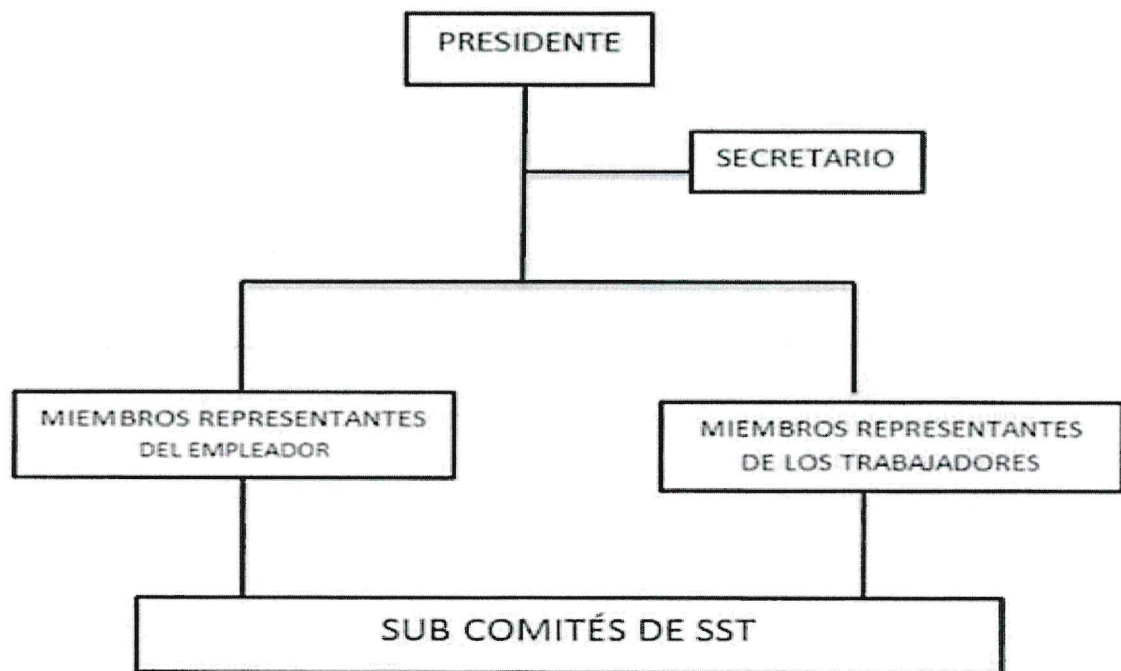 PRESIDENTE
SECRETARIO
MIEMBROS REPRESENTANTES
DEL EMPLEADOR
MIEMBROS REPRESENTANTES
DE LOS TRABAJADORES
SUB COMITÉS DE SST